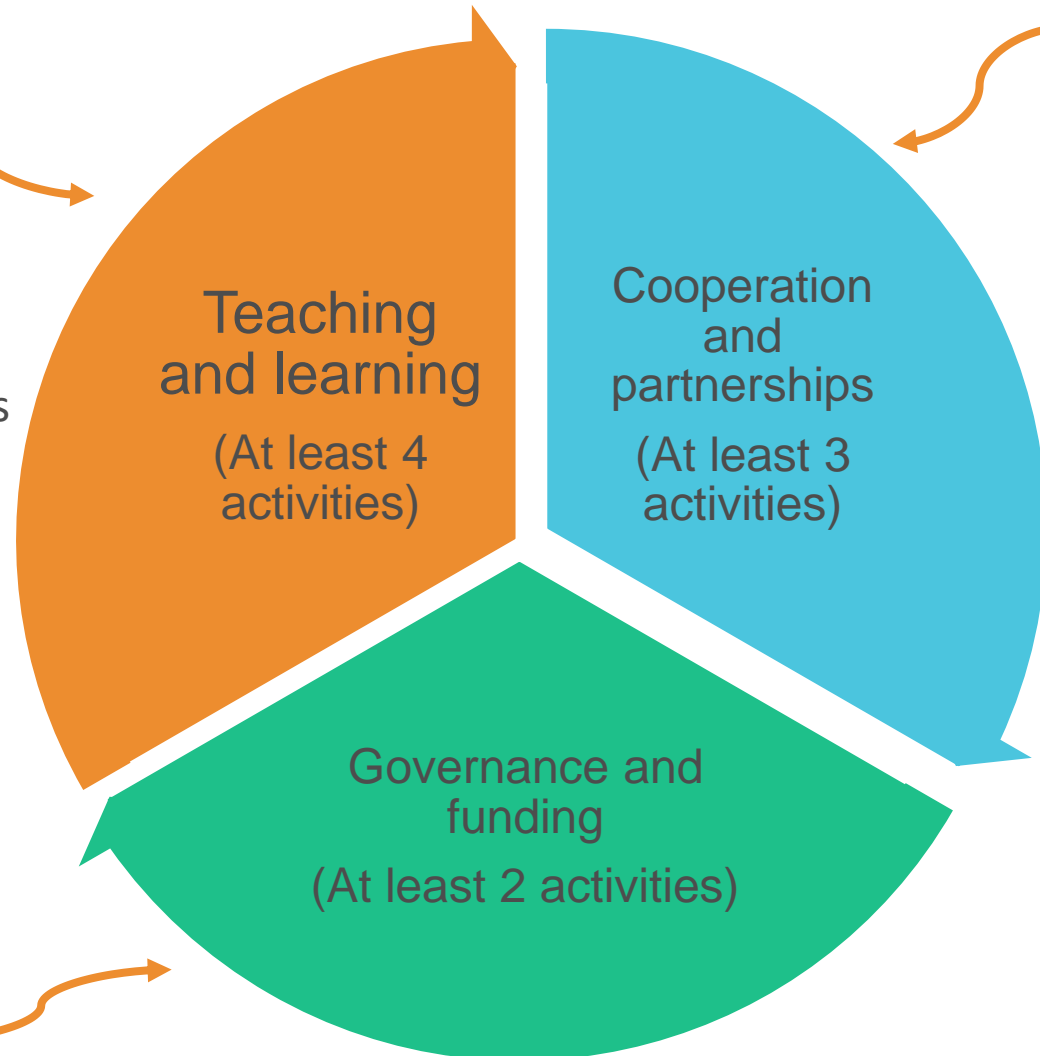 Teaching
and learning
(At least 4
activities)
s
Cooperation
and
partnerships
(At least 3
activities)
Governance and
funding
(At least 2 activities)